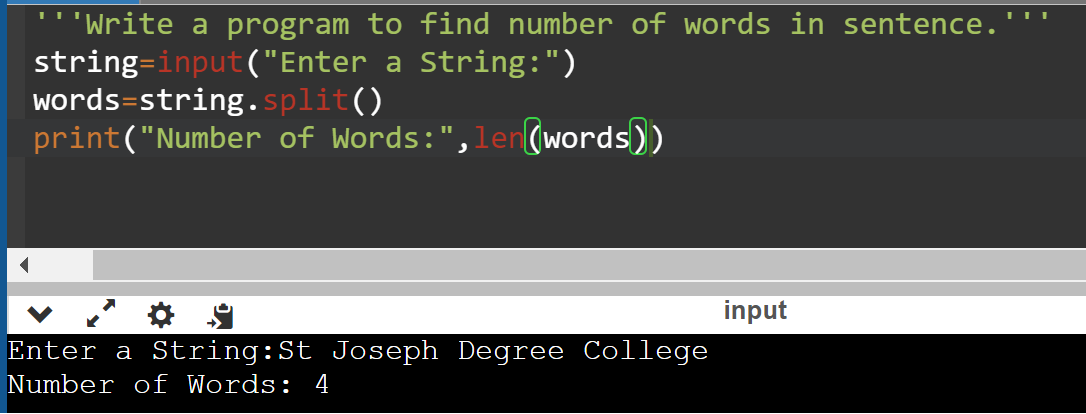 '''Write a program to find number of words in sentence.'''
string=input("Enter a String:")
words=string.split()
print("Number of Words:",len(words))
input
Enter a String:St Joseph Degree College
Number of Words: 4